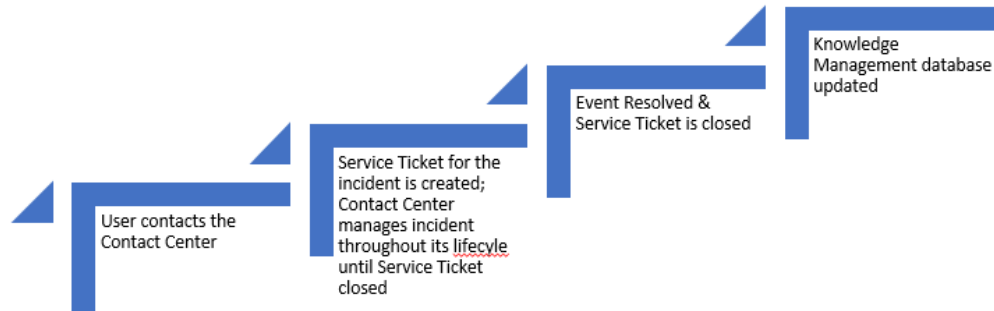 User contacts the
Contact Center
Service Ticket for the
incident is created;
Contact Center
manages incident
throughout its lifecyle
until Service Ticket
closed
Event Resolved &
Service Ticket is closed
Knowledge
Management database
updated